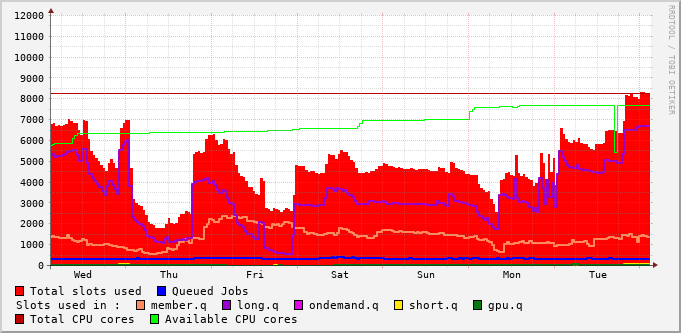 12000
11000
10000
9000
8000
7000
6000
5000
4000
3000
2000
1000
0
Wed Thu Fri Sat Sun Mon Tue
RRDTOOL / TOBI OETIKER
Total slots used Queued Jobs
Slots used in : member.q long.q ondemand.q short.q gpu.q
Total CPU cores Available CPU cores